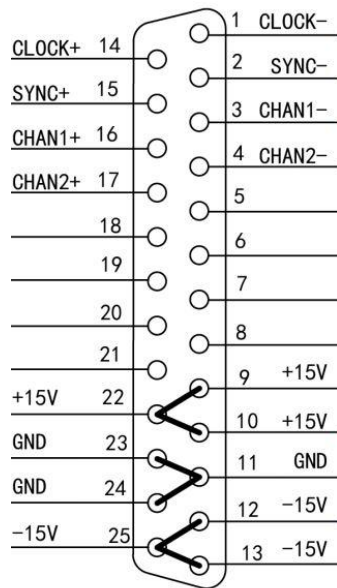 1 CLOCK-
CLOCK+ 14
2 SYNC-
SYNC+ 15
3 CHAN1-
CHAN1+ 16
4 CHAN2-
CHAN2+ 17
5
18
6
19
7
20
8
21
9 +15V
+15V 22
10 +15V
GND 23
11 GND
GND 24
12 -15V
-15V 25
13 -15V